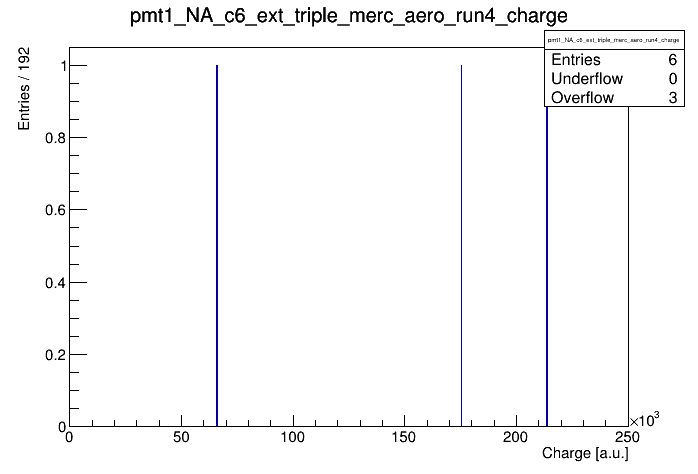 pmt1_NA_c6_ext_triple_merc_aero_run4_charge
pmt1_NA_c6_ext_triple_merc_aero_run4_charge
Entries 6
Underflow 0
Overflow 3
Entries / 192
1
0.8
0.6
0.4
0.2
0
0 50 100 150 200 250
×10³
Charge [a.u.]